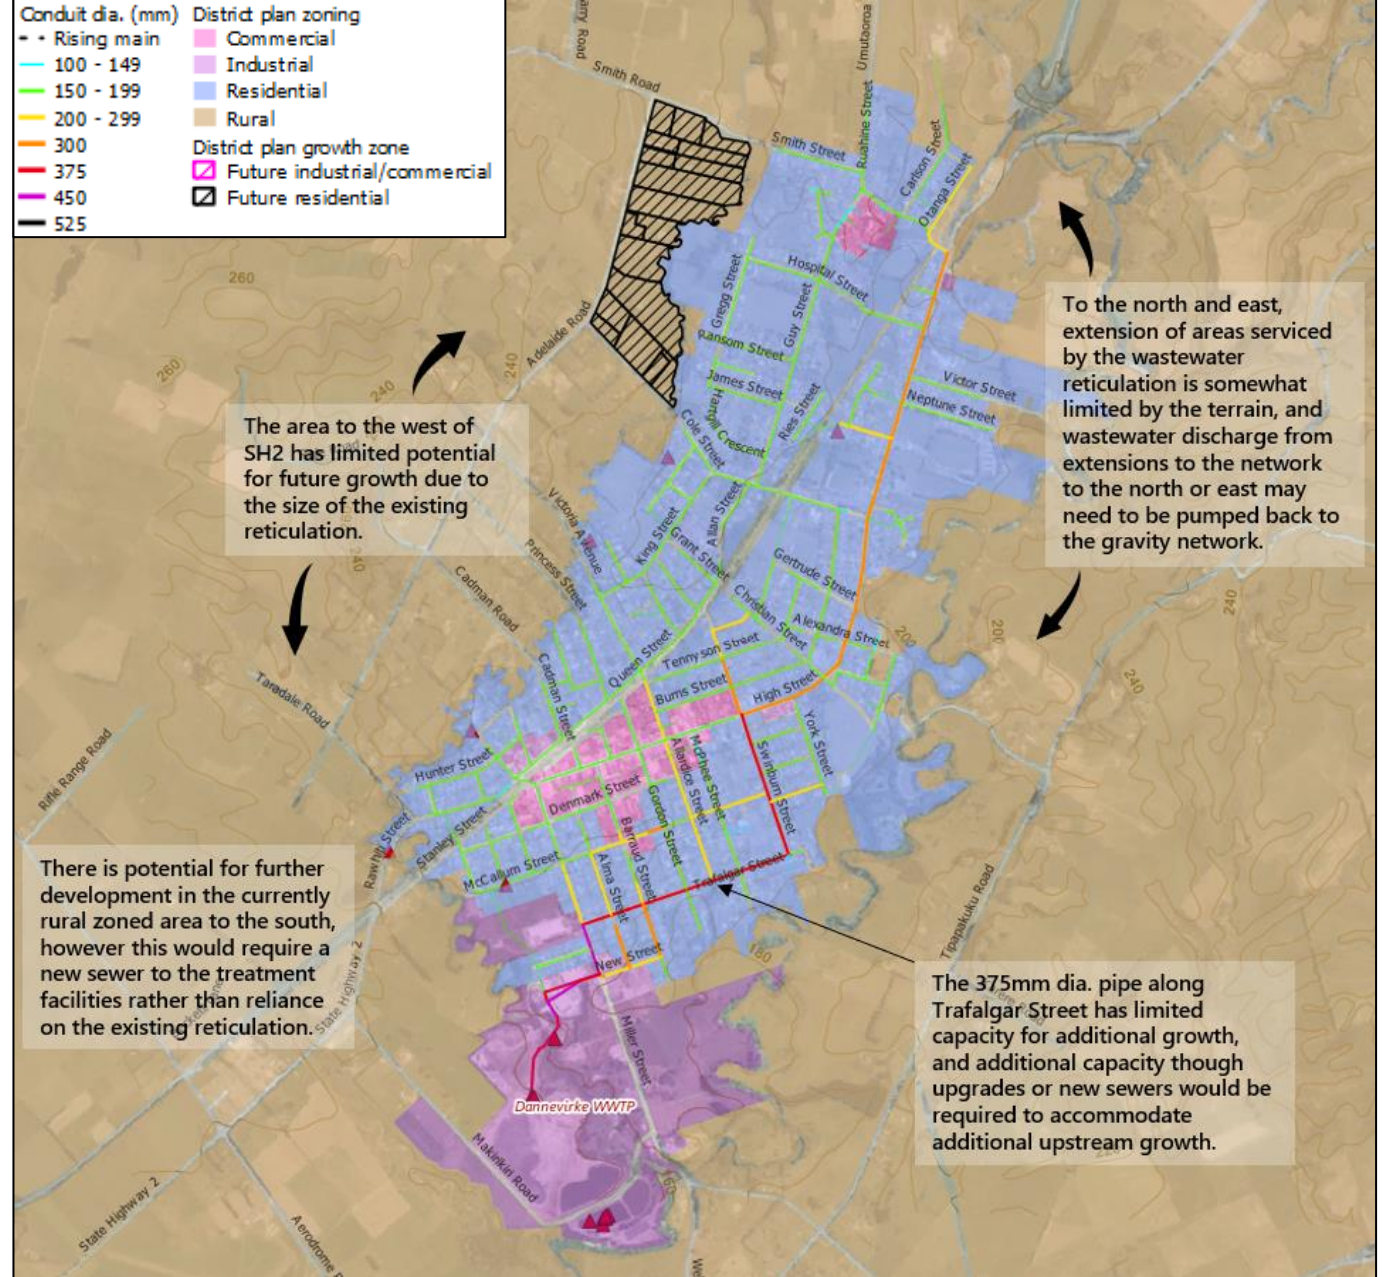 Conduit dia. (mm)
Rising main
100 - 149
150 - 199
200 - 299
300
375
450
525
District plan zoning
Commercial
Industrial
Residential
Rural
District plan growth zone
Future industrial/commercial
Future residential
Smith Road
Umutaoroa
Ruahine Street
Smith Street
Carlson Street
Otanga Street
Hospital Street
Gregg Street
Guy Street
Ransom Street
James Street
Ries Street
Victor Street
Neptune Street
Adelaide Road
Cole Street
Crescent
260
260
240
240
240
To the north and east,
extension of areas serviced
by the wastewater
reticulation is somewhat
limited by the terrain, and
wastewater discharge from
extensions to the network
to the north or east may
need to be pumped back to
the gravity network.
The area to the west of
SH2 has limited potential
for future growth due to
the size of the existing
reticulation.
Victoria Avenue
Princess Street
King Street
Allan Street
Grant Street
Gertrude Street
Christian Street
Alexandra Street
Cadman Road
Cadman Street
Queen Street
Tennyson Street
Burns Street
High Street
York Street
200
200
240
240
Taradale Road
Rifle Range Road
Hunter Street
Denmark Street
Stanley Street
Rawhiti Street
McCallum Street
Allardice Street
McPhee Street
Swinburn Street
Gordon Street
Barraud Street
Alma Street
Trafalgar Street
New Street
180
Tipapakuku Road
There is potential for further
development in the currently
rural zoned area to the south,
however this would require a
new sewer to the treatment
facilities rather than reliance
on the existing reticulation.
State Highway 2
The 375mm dia. pipe along
Trafalgar Street has limited
capacity for additional growth,
and additional capacity though
upgrades or new sewers would be
required to accommodate
additional upstream growth.
Miller Street
Dannevirke WWTP
Makirikiri Road
State Highway 2
Aerodrome